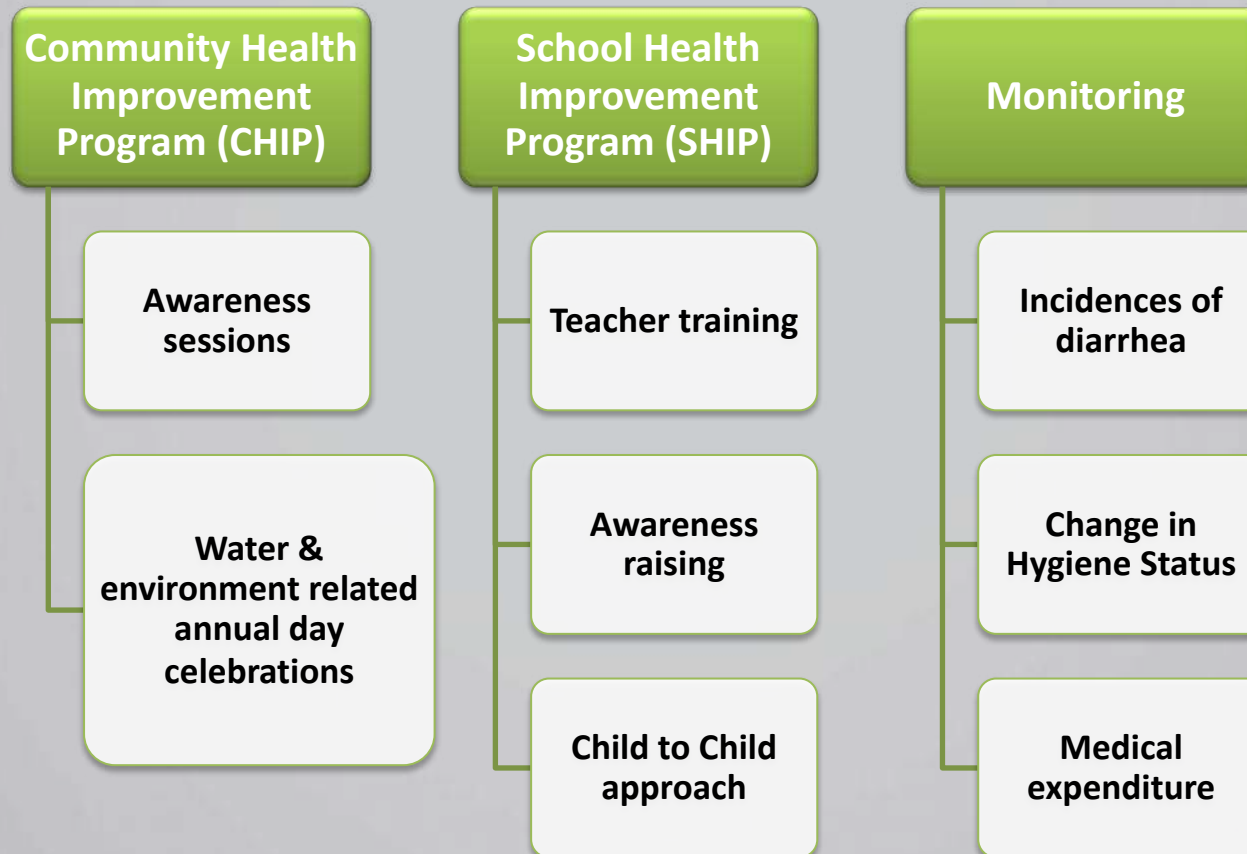 Community Health
Improvement
Program (CHIP)
Awareness
sessions
Water &
environment related
annual day
celebrations
School Health
Improvement
Program (SHIP)
Teacher training
Awareness
raising
Child to Child
approach
Monitoring
Incidences of
diarrhea
Change in
Hygiene Status
Medical
expenditure